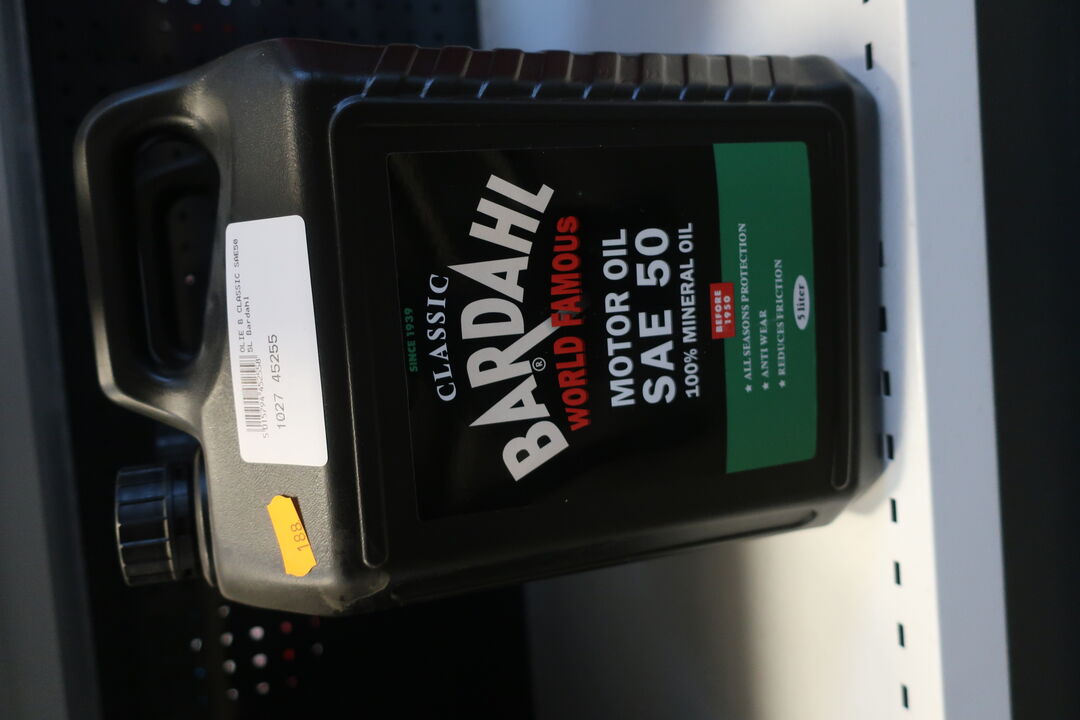 OLIE B CLASSIC SAE50
5L Bardahl
1027 45255
188
SINCE 1939
CLASSIC
BARDAHL®
WORLD FAMOUS
MOTOR OIL
SAE 50
100% MINERAL OIL
BEFORE
1950
★ ALL SEASONS PROTECTION
★ ANTI WEAR
★ REDUCES FRICTION
5 liter